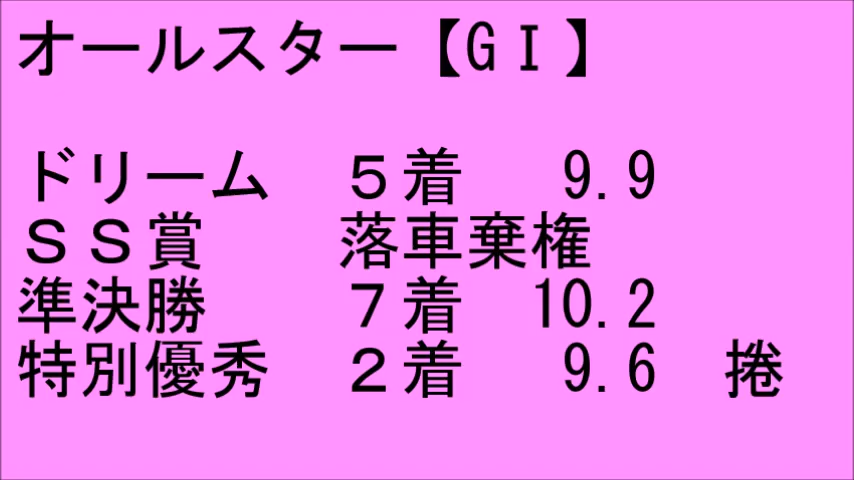 オールスター【GⅠ】
ドリーム　５着　9.9
ＳＳ賞　落車棄権
準決勝　７着　10.2
特別優秀　２着　9.6　捲